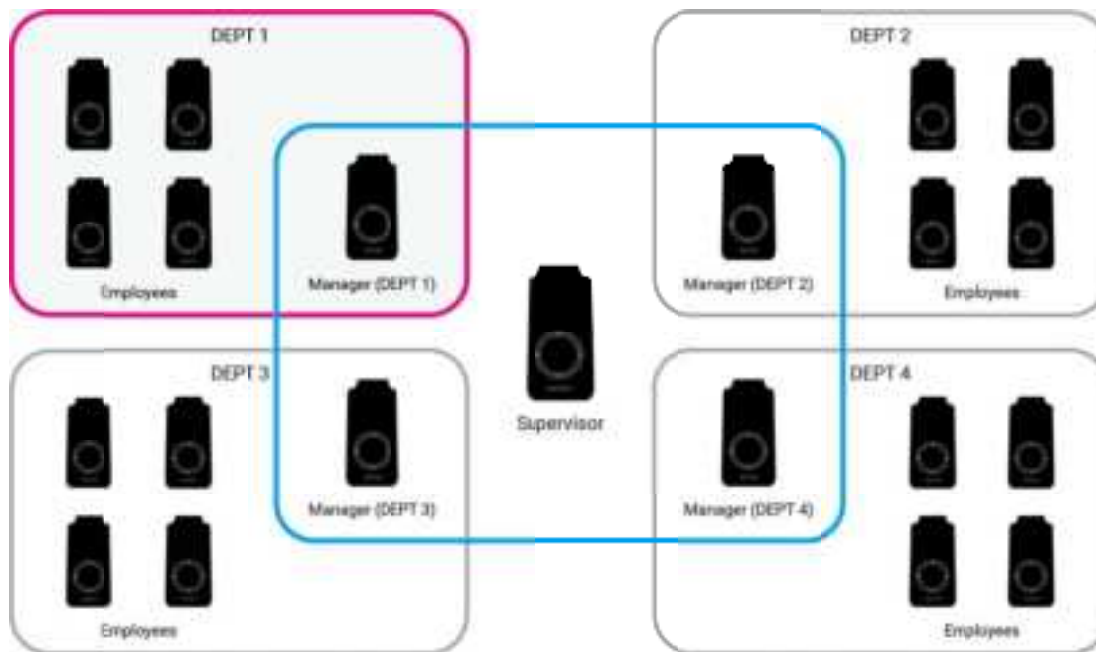 DEPT 1
DEPT 2
Employees
Manager (DEPT 1)
Manager (DEPT 2)
Employees
Supervisor
DEPT 3
DEPT 4
Manager (DEPT 3)
Manager (DEPT 4)
Employees
Employees